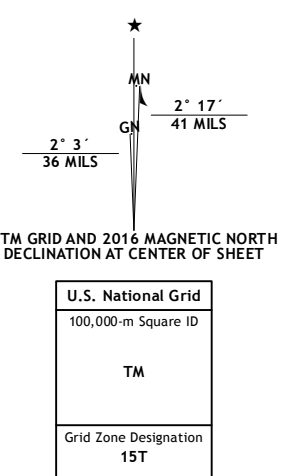 MN
2° 17´
GN
41 MILS
2° 3´
36 MILS
TM GRID AND 2016 MAGNETIC NORTH
DECLINATION AT CENTER OF SHEET
U.S. National Grid
100,000-m Square ID
TM
Grid Zone Designation
15T